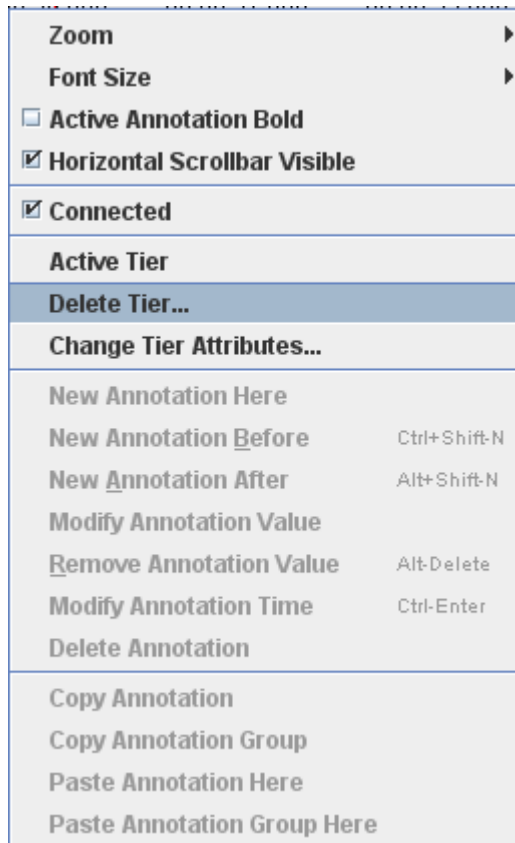 Zoom
Font Size
Active Annotation Bold
Horizontal Scrollbar Visible
Connected
Active Tier
Delete Tier...
Change Tier Attributes...
New Annotation Here
New Annotation Before Ctrl+Shift-N
New Annotation After Alt+Shift-N
Modify Annotation Value
Remove Annotation Value Alt-Delete
Modify Annotation Time Ctrl-Enter
Delete Annotation
Copy Annotation
Copy Annotation Group
Paste Annotation Here
Paste Annotation Group Here